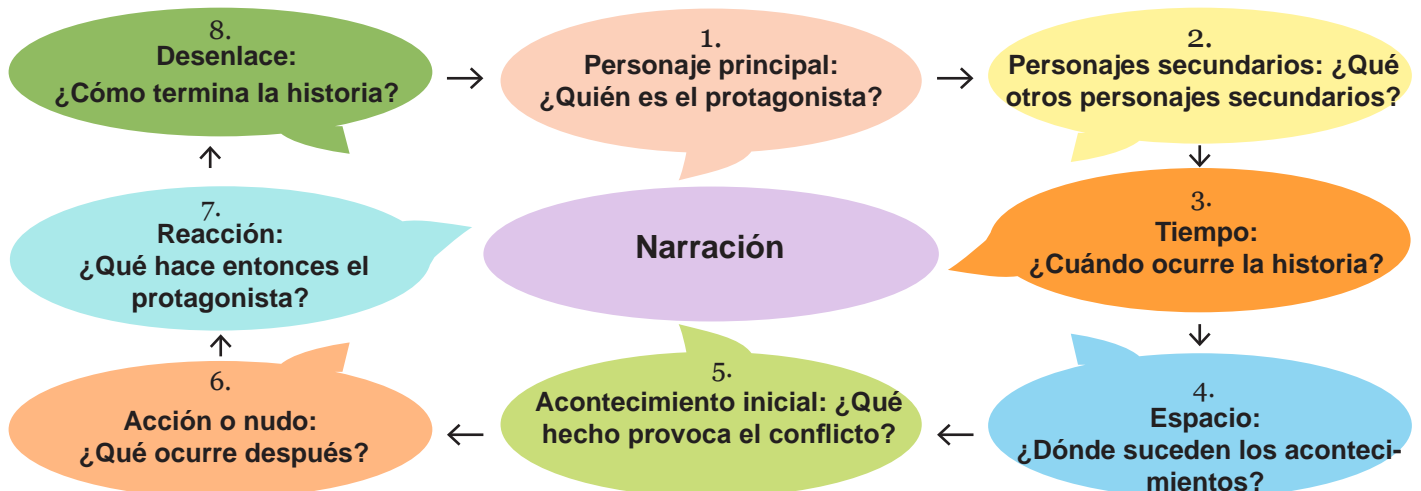 8.
Desenlace:
¿Cómo termina la historia?
1.
Personaje principal:
¿Quién es el protagonista?
2.
Personajes secundarios: ¿Qué
otros personajes secundarios?
7.
Reacción:
¿Qué hace entonces el
protagonista?
Narración
3.
Tiempo:
¿Cuándo ocurre la historia?
6.
Acción o nudo:
¿Qué ocurre después?
5.
Acontecimiento inicial: ¿Qué
hecho provoca el conflicto?
4.
Espacio:
¿Dónde suceden los aconteci-
mientos?